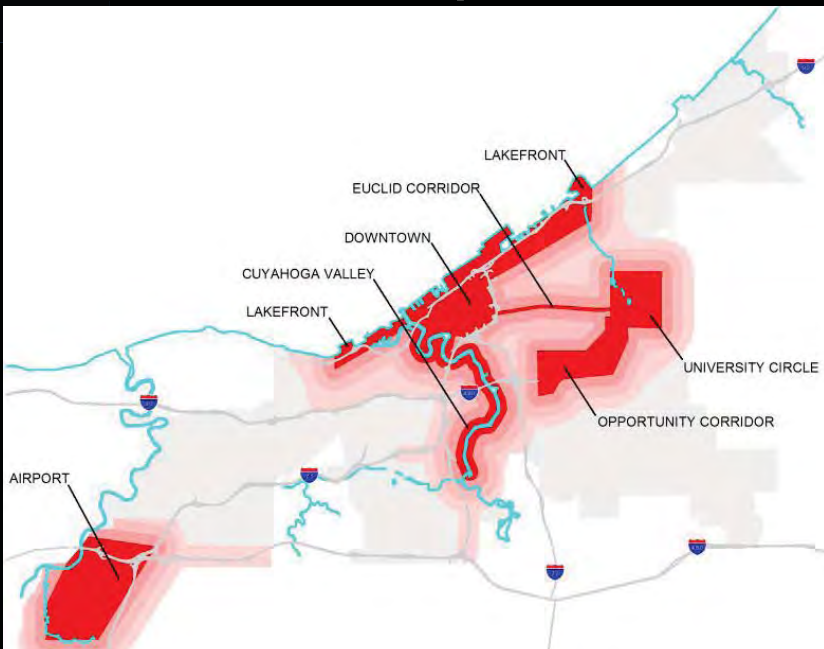 LAKEFRONT
EUCLID CORRIDOR
DOWNTOWN
CUYAHOGA VALLEY
LAKEFRONT
UNIVERSITY CIRCLE
OPPORTUNITY CORRIDOR
AIRPORT